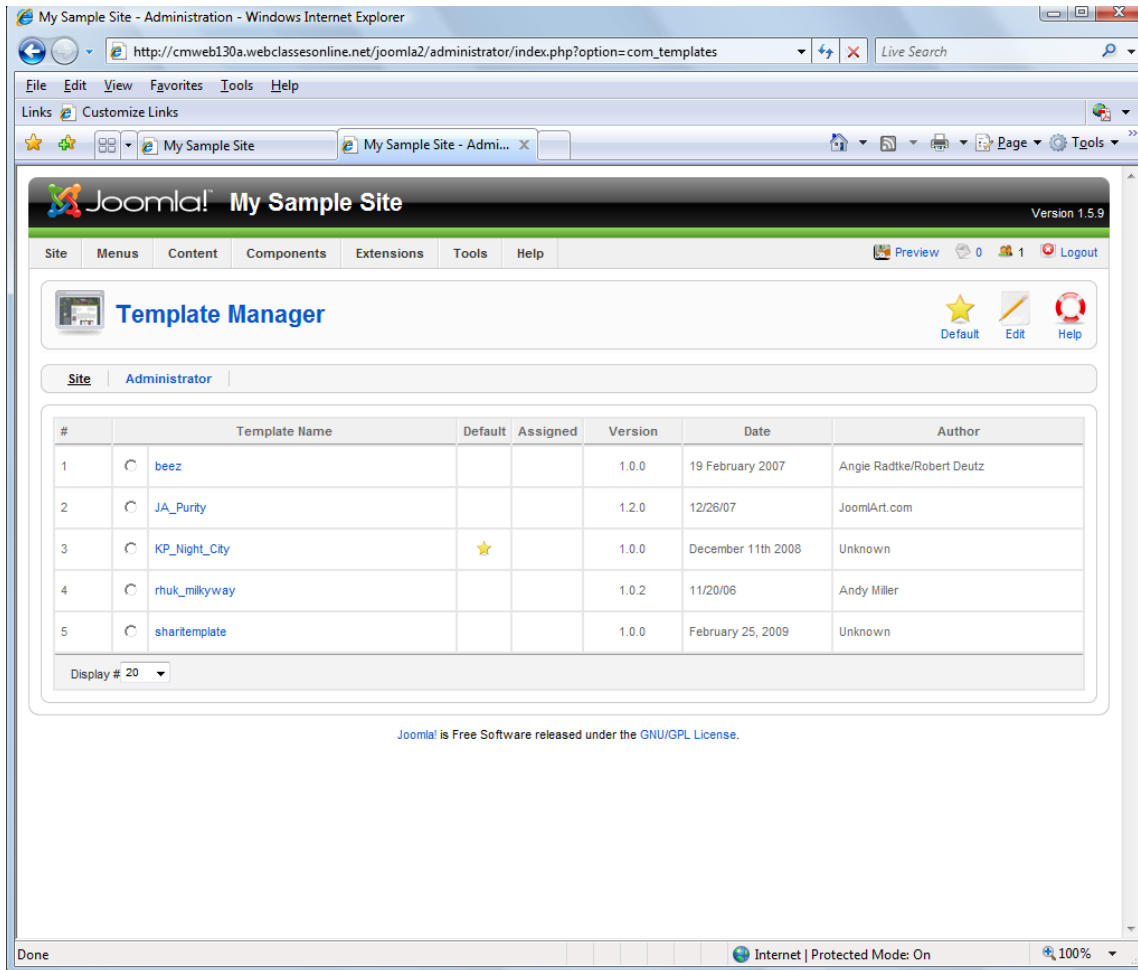 My Sample Site - Administration - Windows Internet Explorer
http://cmweb130a.webclassesonline.net/joomla2/administrator/index.php?option=com_templates
Live Search
File Edit View Favorites Tools Help
Links Customize Links
My Sample Site
My Sample Site - Admi...
Page Tools
Joomla! My Sample Site
Version 1.5.9
Site Menus Content Components Extensions Tools Help
Preview 0 1 Logout
Template Manager
Default Edit Help
Site Administrator
# Template Name Default Assigned Version Date Author
1 beez 1.0.0 19 February 2007 Angie Radtke/Robert Deutz
2 JA_Purity 1.2.0 12/26/07 JoomlArt.com
3 KP_Night_City 1.0.0 December 11th 2008 Unknown
4 rhuk_milkyway 1.0.2 11/20/06 Andy Miller
5 sharitemplate 1.0.0 February 25, 2009 Unknown
Display # 20
Joomla! is Free Software released under the GNU/GPL License.
Done
Internet | Protected Mode: On
100%